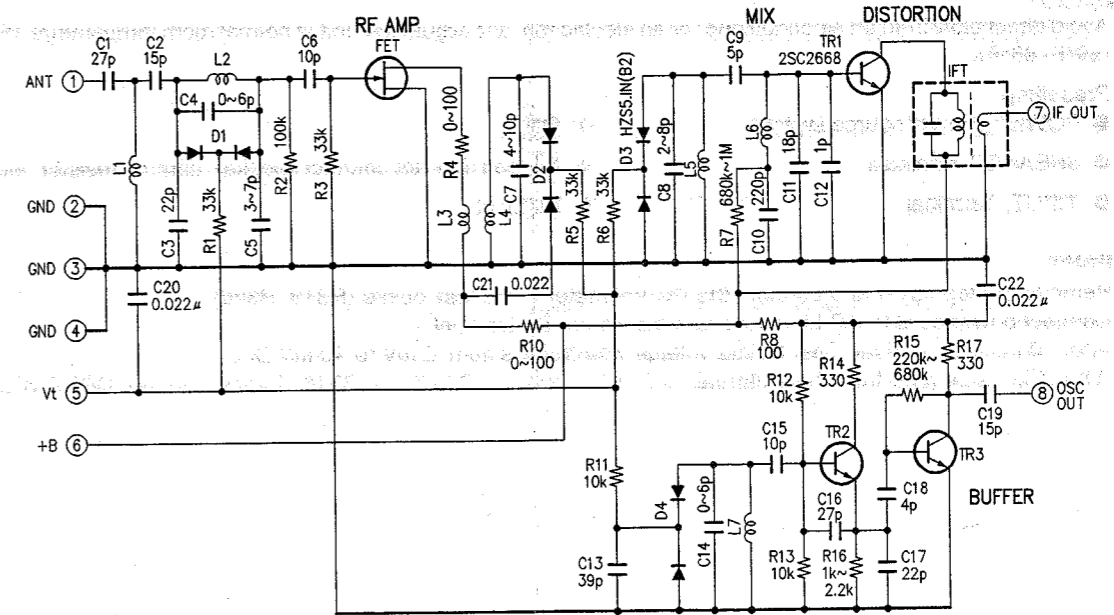 RF AMP
FET
MIX
DISTORTION
C1
27p
C2
15p
L2
C6
10p
C9
5p
TR1
2SC2668
IFT
ANT 1
C4
0~6p
D1
L1
100k
R2
33k
R3
0~100
R4
4~10p
C7
D2
HZS5.IN(B2)
D3
2~8p
C8
L5
L6
680k~1M
R7
18p
C11
1p
C12
7 IF OUT
GND 2
22p
C3
33k
R1
3~7p
C5
L3
L4
33k
R5
33k
R6
220p
C10
GND 3
C20
0.022μ
C21
0.022
C22
0.022μ
GND 4
R10
0~100
R8
100
R15
220k~
680k
R17
330
R14
330
R12
10k
Vt 5
8 OSC
OUT
C19
15p
+B 6
C15
10p
TR2
TR3
R11
10k
D4
0~6p
C14
L7
C16
27p
C18
4p
BUFFER
C13
39p
R13
10k
R16
1k~
2.2k
C17
22p